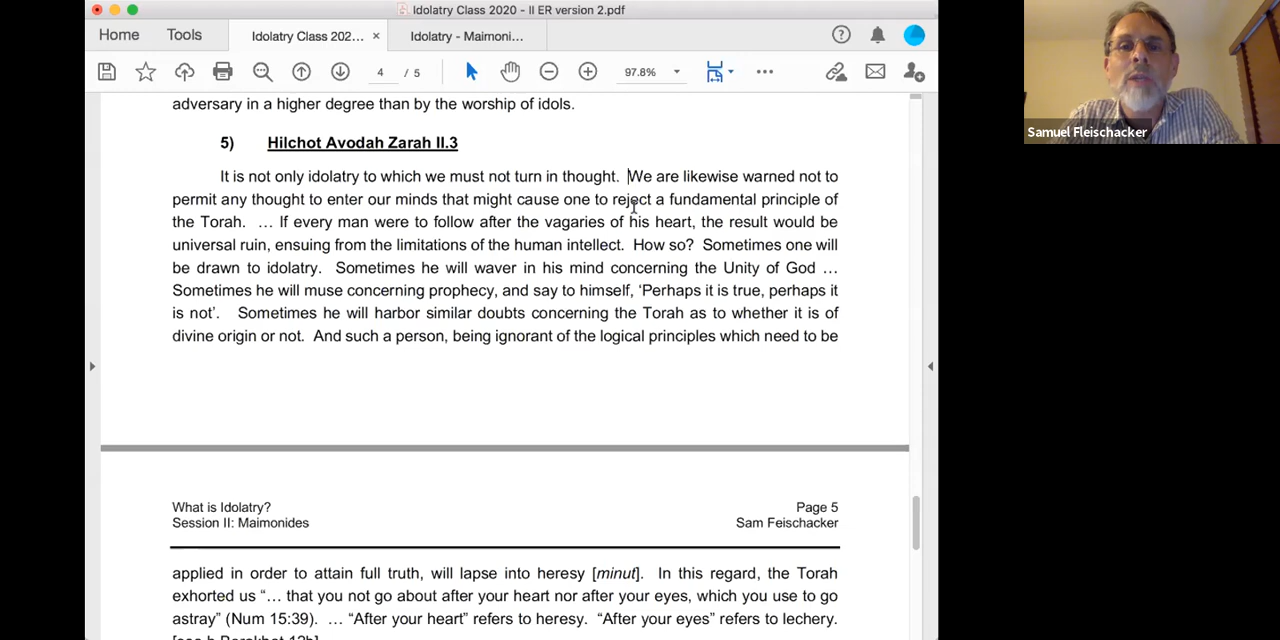 Idolatry Class 2020 - II ER version 2.pdf
Home
Tools
Idolatry Class 202...
Idolatry - Maimoni...
4 / 5
97.8%
adversary in a higher degree than by the worship of idols.
5) Hilchot Avodah Zarah II.3
It is not only idolatry to which we must not turn in thought. We are likewise warned not to
permit any thought to enter our minds that might cause one to reject a fundamental principle of
the Torah. … If every man were to follow after the vagaries of his heart, the result would be
universal ruin, ensuing from the limitations of the human intellect. How so? Sometimes one will
be drawn to idolatry. Sometimes he will waver in his mind concerning the Unity of God …
Sometimes he will muse concerning prophecy, and say to himself, ‘Perhaps it is true, perhaps it
is not’. Sometimes he will harbor similar doubts concerning the Torah as to whether it is of
divine origin or not. And such a person, being ignorant of the logical principles which need to be
What is Idolatry?
Page 5
Session II: Maimonides
Sam Feischacker
applied in order to attain full truth, will lapse into heresy [minut]. In this regard, the Torah
exhorted us “… that you not go about after your heart nor after your eyes, which you use to go
astray” (Num 15:39). … “After your heart” refers to heresy. “After your eyes” refers to lechery.
[see b Berakhot 12b]
Samuel Fleischacker